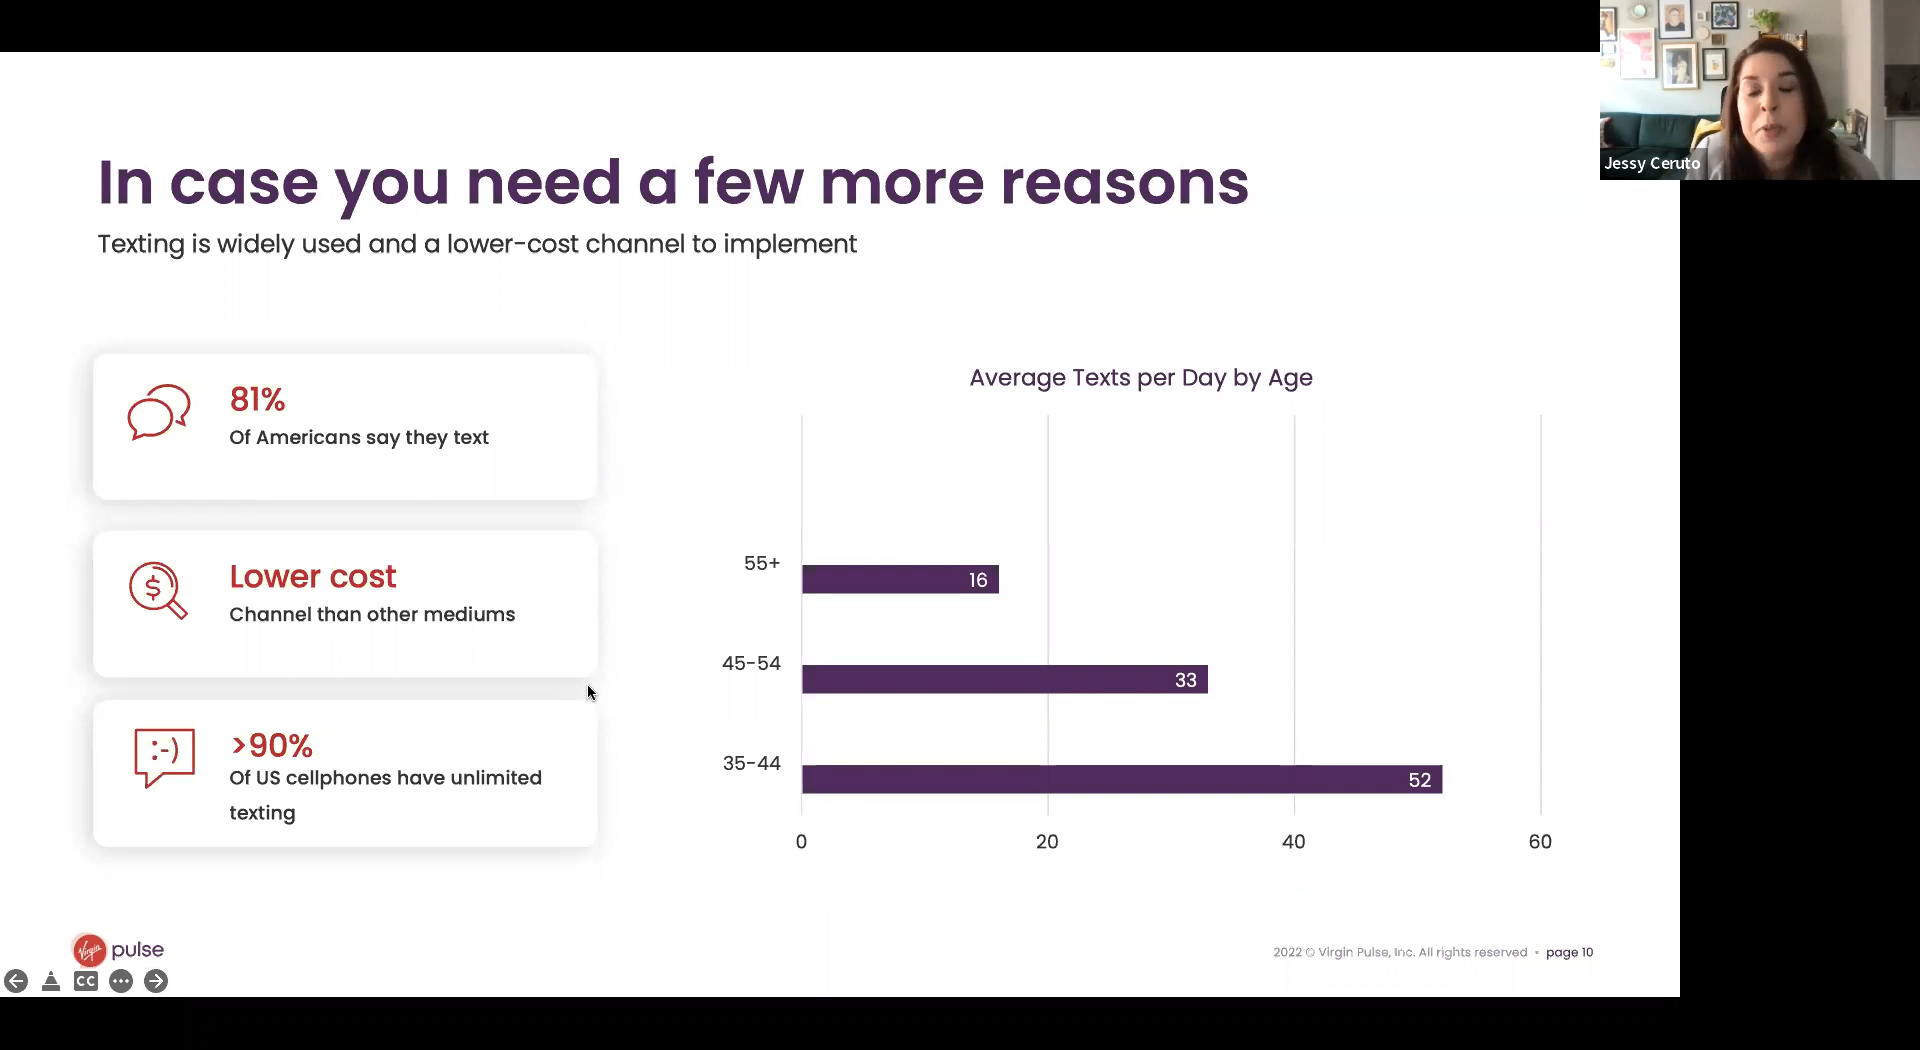 Jessy Ceruto
In case you need a few more reasons
Texting is widely used and a lower-cost channel to implement
81%
Of Americans say they text
Lower cost
Channel than other mediums
:-)
>90%
Of US cellphones have unlimited
texting
Average Texts per Day by Age
55+
16
45-54
33
35-44
52
0 20 40 60
Virgin pulse
2022 © Virgin Pulse, Inc. All rights reserved • page 10
CC